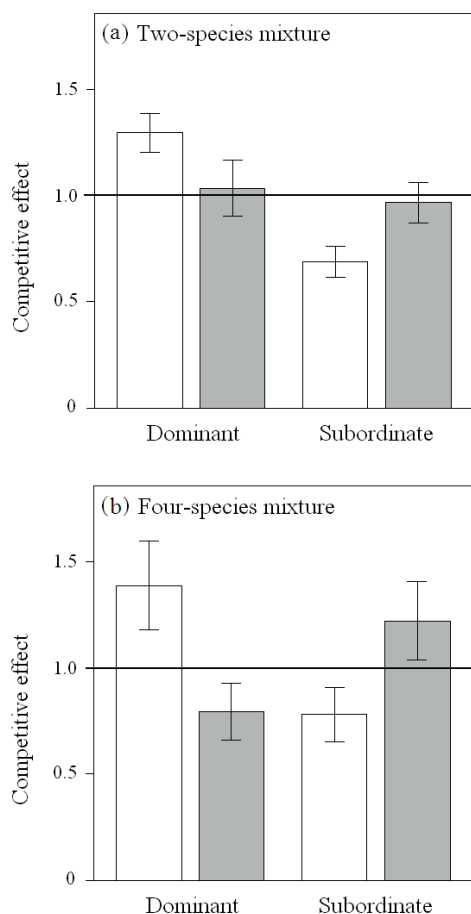 (a) Two-species mixture
1.5
1.0
0.5
0
Competitive effect
Dominant Subordinate
(b) Four-species mixture
1.5
1.0
0.5
0
Competitive effect
Dominant Subordinate